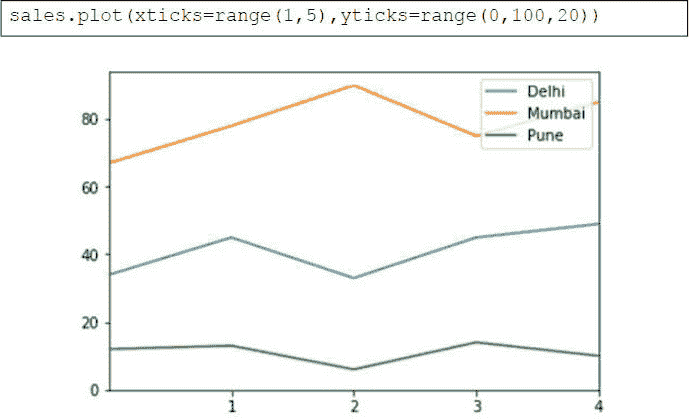 sales.plot(xticks=range(1,5),yticks=range(0,100,20))
Delhi
Mumbai
Pune
80
60
40
20
0
1 2 3 4